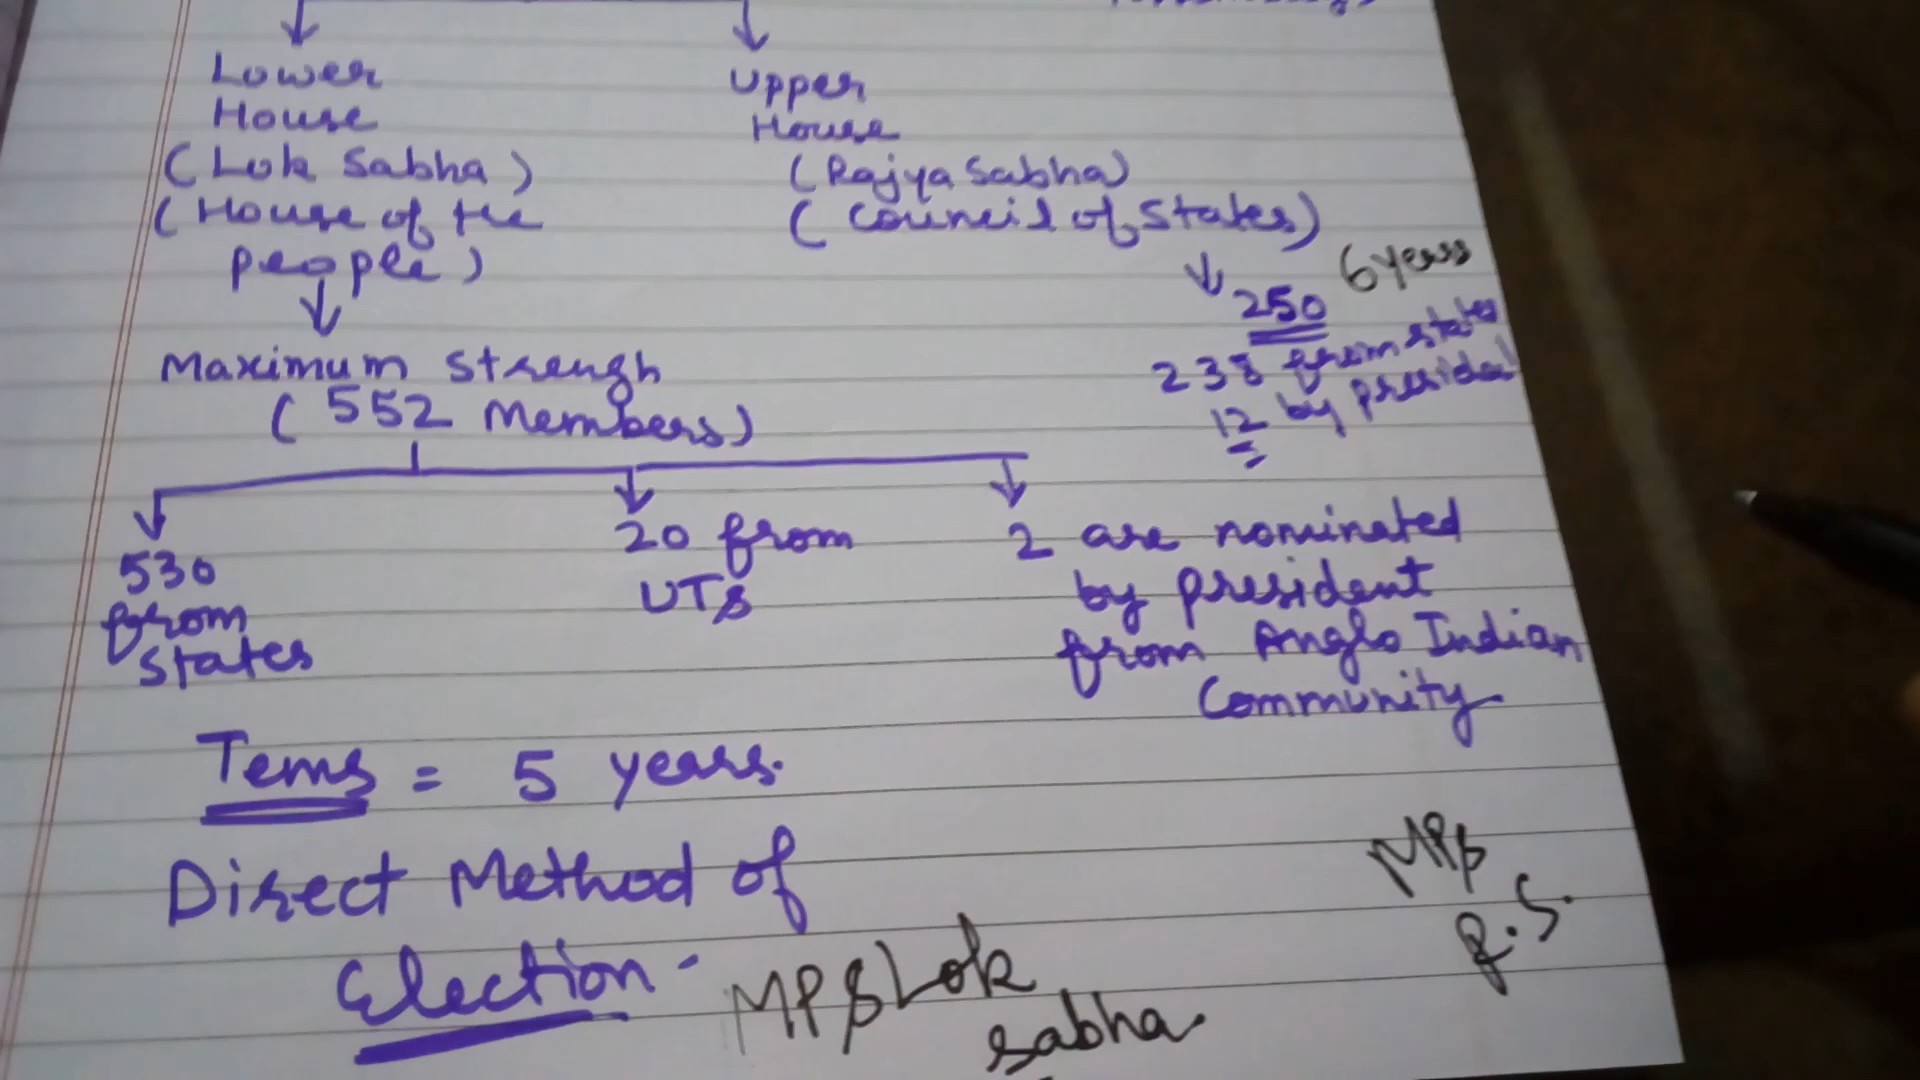 Lower
House
(Lok Sabha)
(House of the
people)
Upper
House
(Rajya Sabha)
(Council of States)
6 years
250
238 from states
12 by president
Maximum strengh
(552 Members)
530
from
states
20 from
UTs
2 are nominated
by president
from Anglo Indian
Community
Tems = 5 years.
Direct Method of
Election -
MPs Lok
sabha.
MPs
R.S.